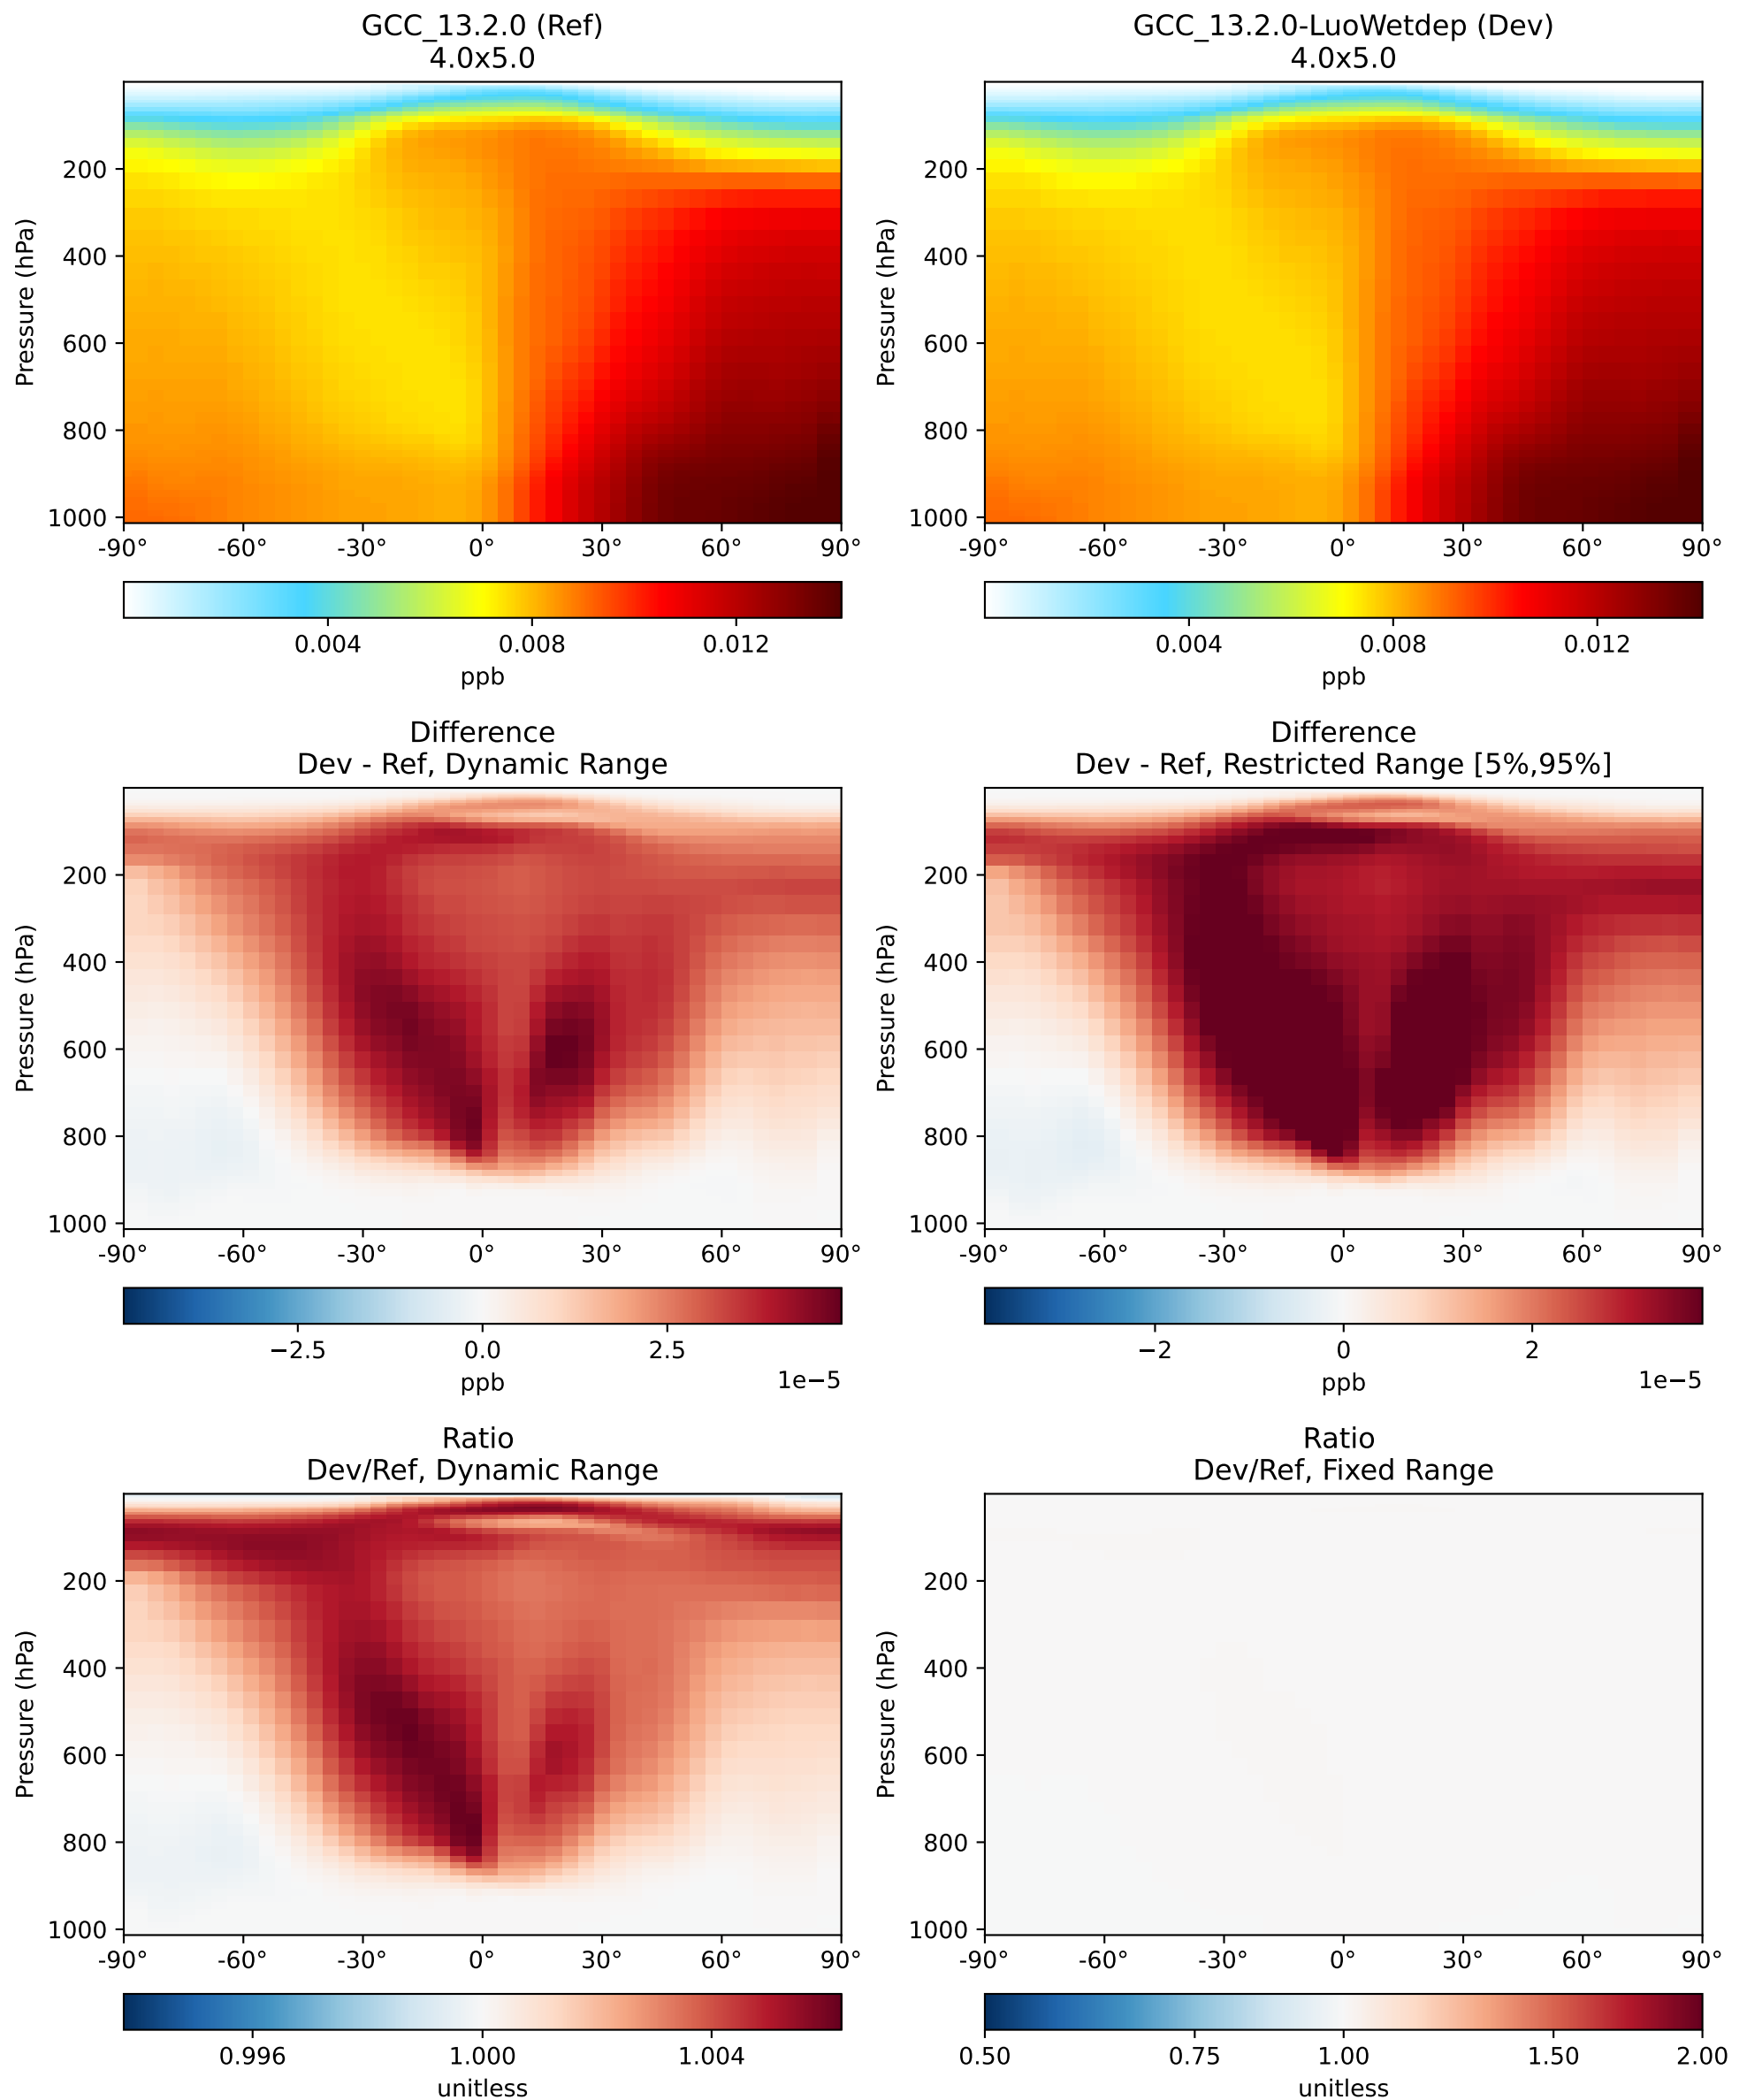 GCC_13.2.0 (Ref)
4.0x5.0
GCC_13.2.0-LuoWetdep (Dev)
4.0x5.0
Pressure (hPa)
200
400
600
800
1000
-90° -60° -30° 0° 30° 60° 90°
0.004 0.008 0.012
ppb
Pressure (hPa)
200
400
600
800
1000
-90° -60° -30° 0° 30° 60° 90°
0.004 0.008 0.012
ppb
Difference
Dev - Ref, Dynamic Range
Difference
Dev - Ref, Restricted Range [5%,95%]
Pressure (hPa)
200
400
600
800
1000
-90° -60° -30° 0° 30° 60° 90°
−2.5 0.0 2.5
ppb
1e−5
Pressure (hPa)
200
400
600
800
1000
-90° -60° -30° 0° 30° 60° 90°
−2 0 2
ppb
1e−5
Ratio
Dev/Ref, Dynamic Range
Ratio
Dev/Ref, Fixed Range
Pressure (hPa)
200
400
600
800
1000
-90° -60° -30° 0° 30° 60° 90°
0.996 1.000 1.004
unitless
Pressure (hPa)
200
400
600
800
1000
-90° -60° -30° 0° 30° 60° 90°
0.50 0.75 1.00 1.50 2.00
unitless